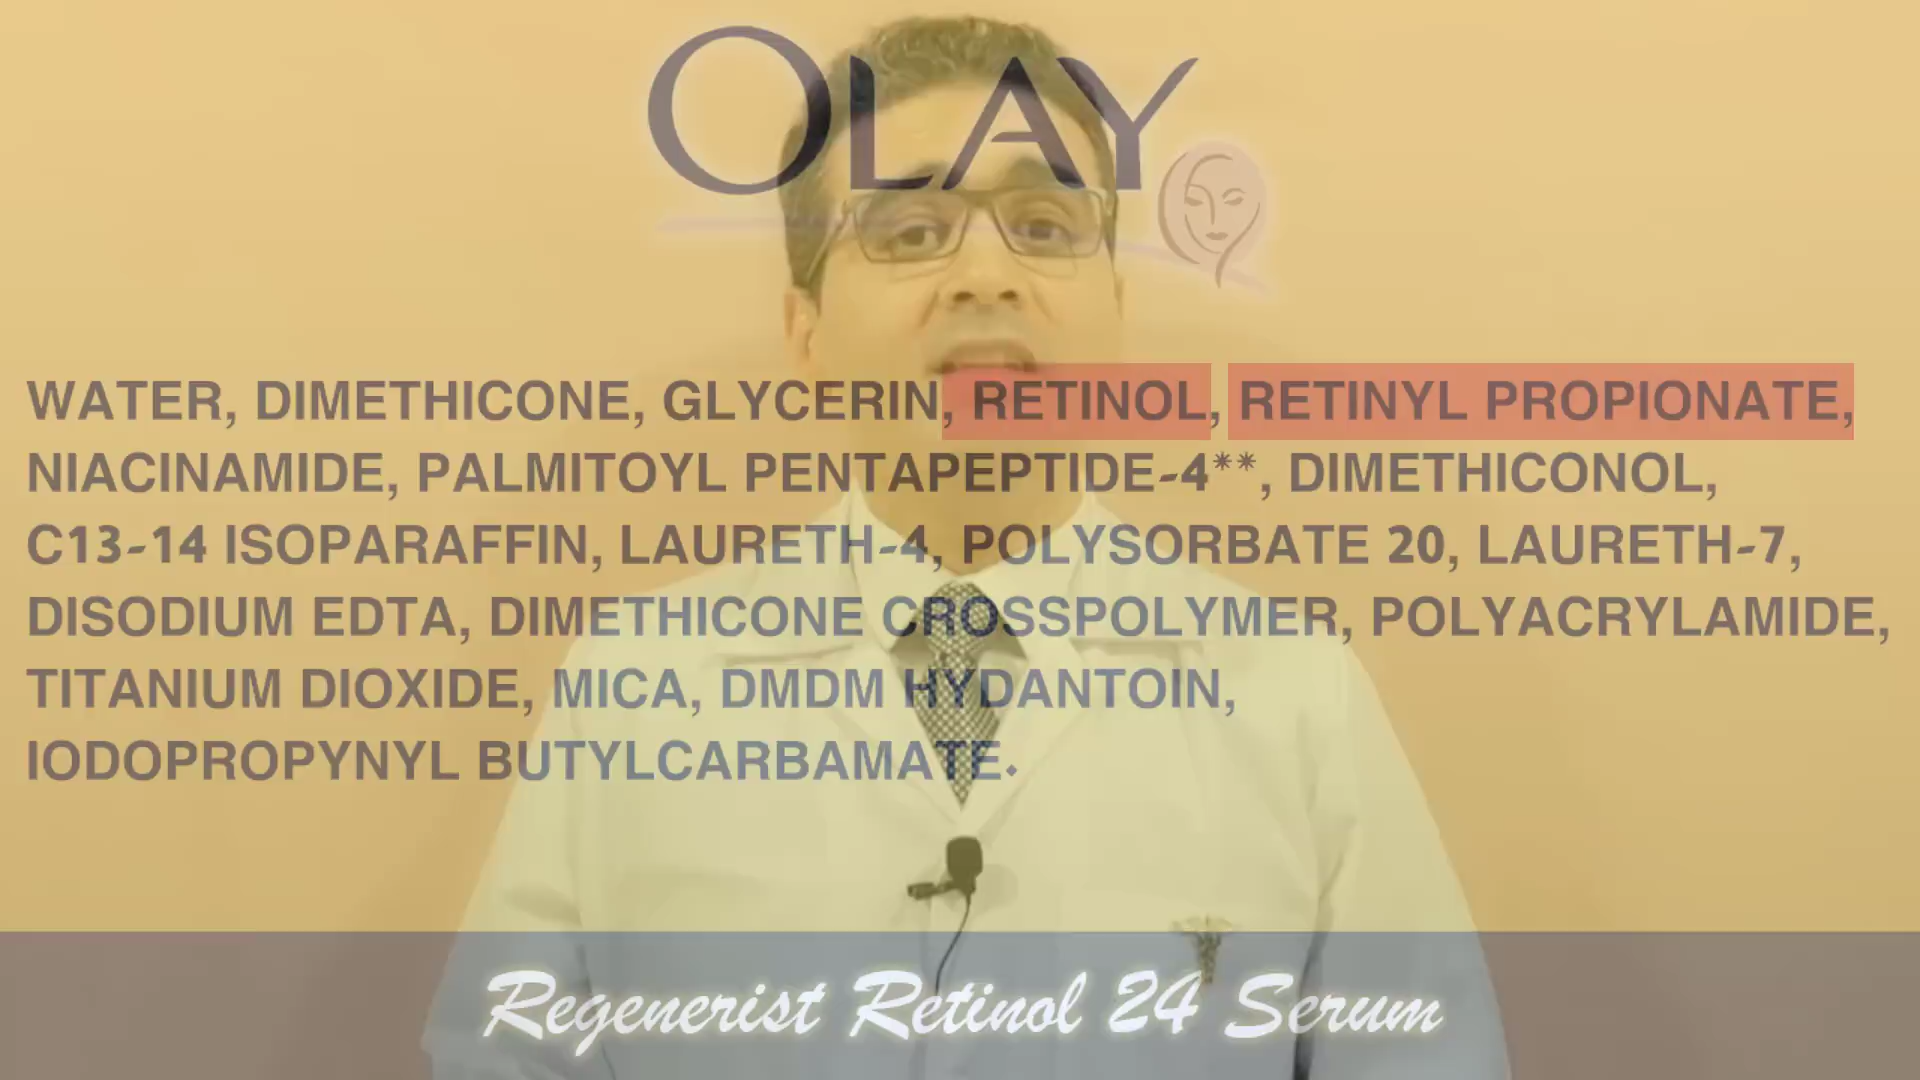 OLAY
WATER, DIMETHICONE, GLYCERIN, RETINOL, RETINYL PROPIONATE,
NIACINAMIDE, PALMITOYL PENTAPEPTIDE-4**, DIMETHICONOL,
C13-14 ISOPARAFFIN, LAURETH-4, POLYSORBATE 20, LAURETH-7,
DISODIUM EDTA, DIMETHICONE CROSSPOLYMER, POLYACRYLAMIDE,
TITANIUM DIOXIDE, MICA, DMDM HYDANTOIN,
IODOPROPYNYL BUTYLCARBAMATE.
Regenerist Retinol 24 Serum